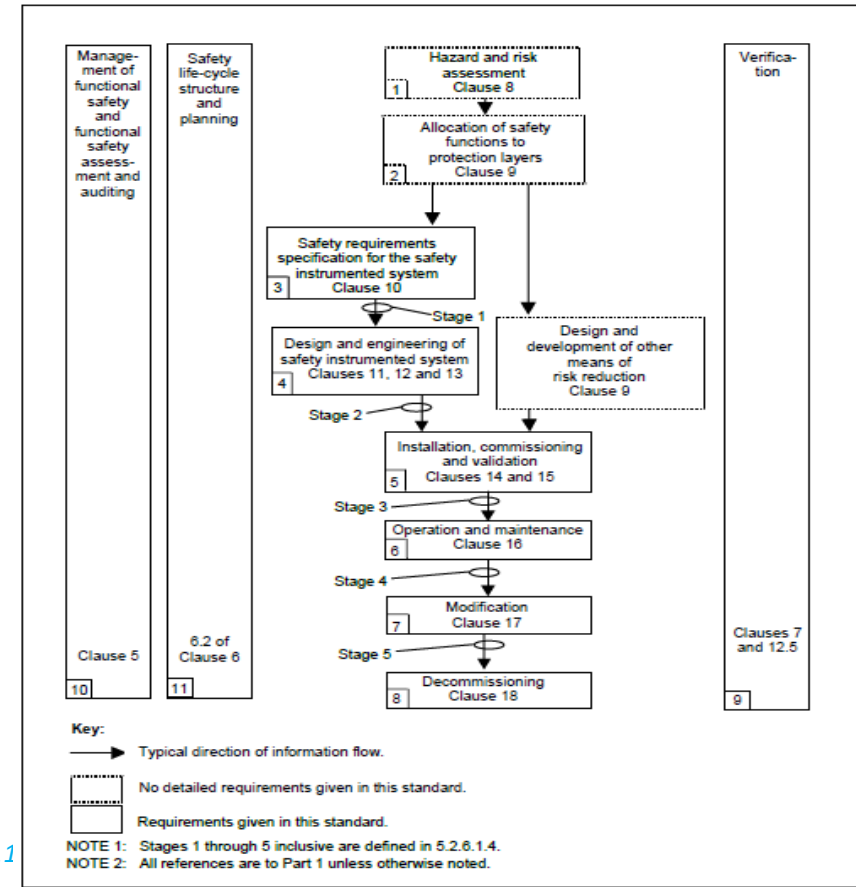 Manage-
ment of
functional
safety
and
functional
safety
assess-
ment and
auditing
Clause 5
10
Safety
life-cycle
structure
and
planning
6.2 of
Clause 6
11
Hazard and risk
assessment
Clause 8
1
Allocation of safety
functions to
protection layers
Clause 9
2
Safety requirements
specification for the safety
instrumented system
Clause 10
3
Stage 1
Design and engineering of
safety instrumented system
Clauses 11, 12 and 13
4
Design and
development of other
means of
risk reduction
Clause 9
Stage 2
Installation, commissioning
and validation
Clauses 14 and 15
5
Stage 3
Operation and maintenance
Clause 16
6
Stage 4
Modification
Clause 17
7
Stage 5
Decommissioning
Clause 18
8
Verifica-
tion
Clauses 7
and 12.5
9
Key:
Typical direction of information flow.
No detailed requirements given in this standard.
Requirements given in this standard.
NOTE 1: Stages 1 through 5 inclusive are defined in 5.2.6.1.4.
NOTE 2: All references are to Part 1 unless otherwise noted.
1